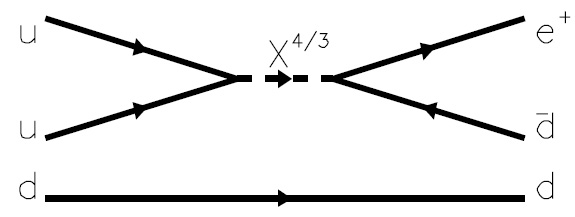 u X^{4/3} e^+
u d̄
d d